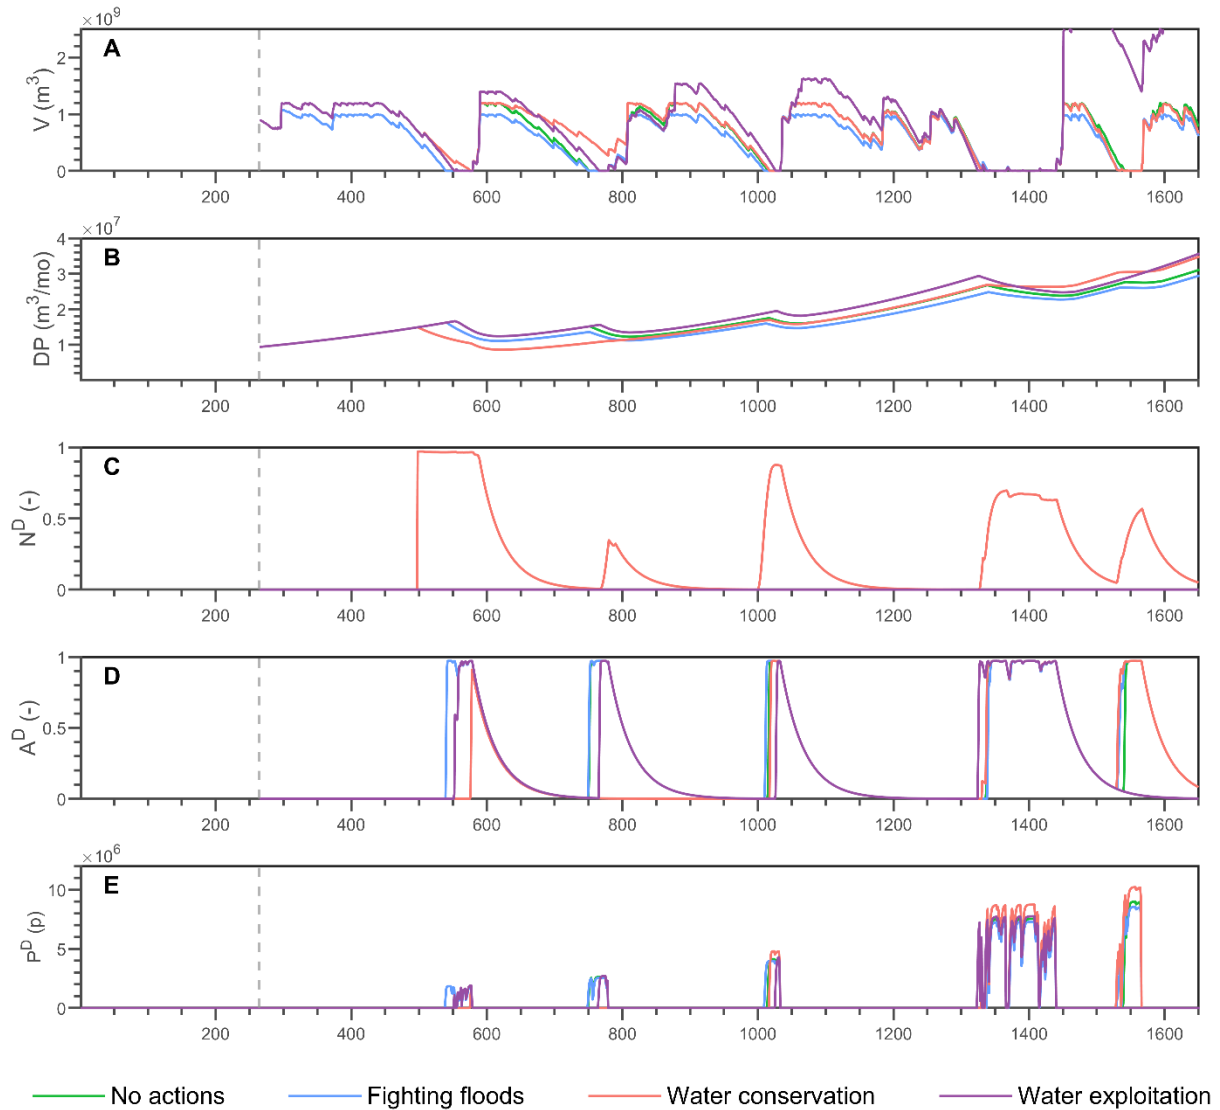 ×10⁹
A
V (m³)
2
1
0
200 400 600 800 1000 1200 1400 1600
×10⁷
B
DP (m³/mo)
4
3
2
1
200 400 600 800 1000 1200 1400 1600
C
Nᴰ (-)
1
0.5
0
200 400 600 800 1000 1200 1400 1600
D
Aᴰ (-)
1
0.5
0
200 400 600 800 1000 1200 1400 1600
×10⁶
E
Pᴰ (p)
10
5
0
200 400 600 800 1000 1200 1400 1600
No actions Fighting floods Water conservation Water exploitation